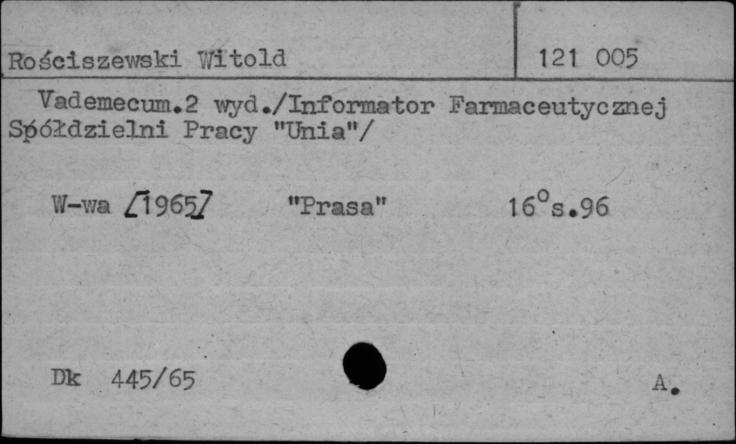 Rościszewski Witold 121 005
Vademecum.2 wyd./Informator Farmaceutycznej
Spółdzielni Pracy "Unia"/
W-wa [1965] "Prasa" 16°s.96
Dk 445/65 A.